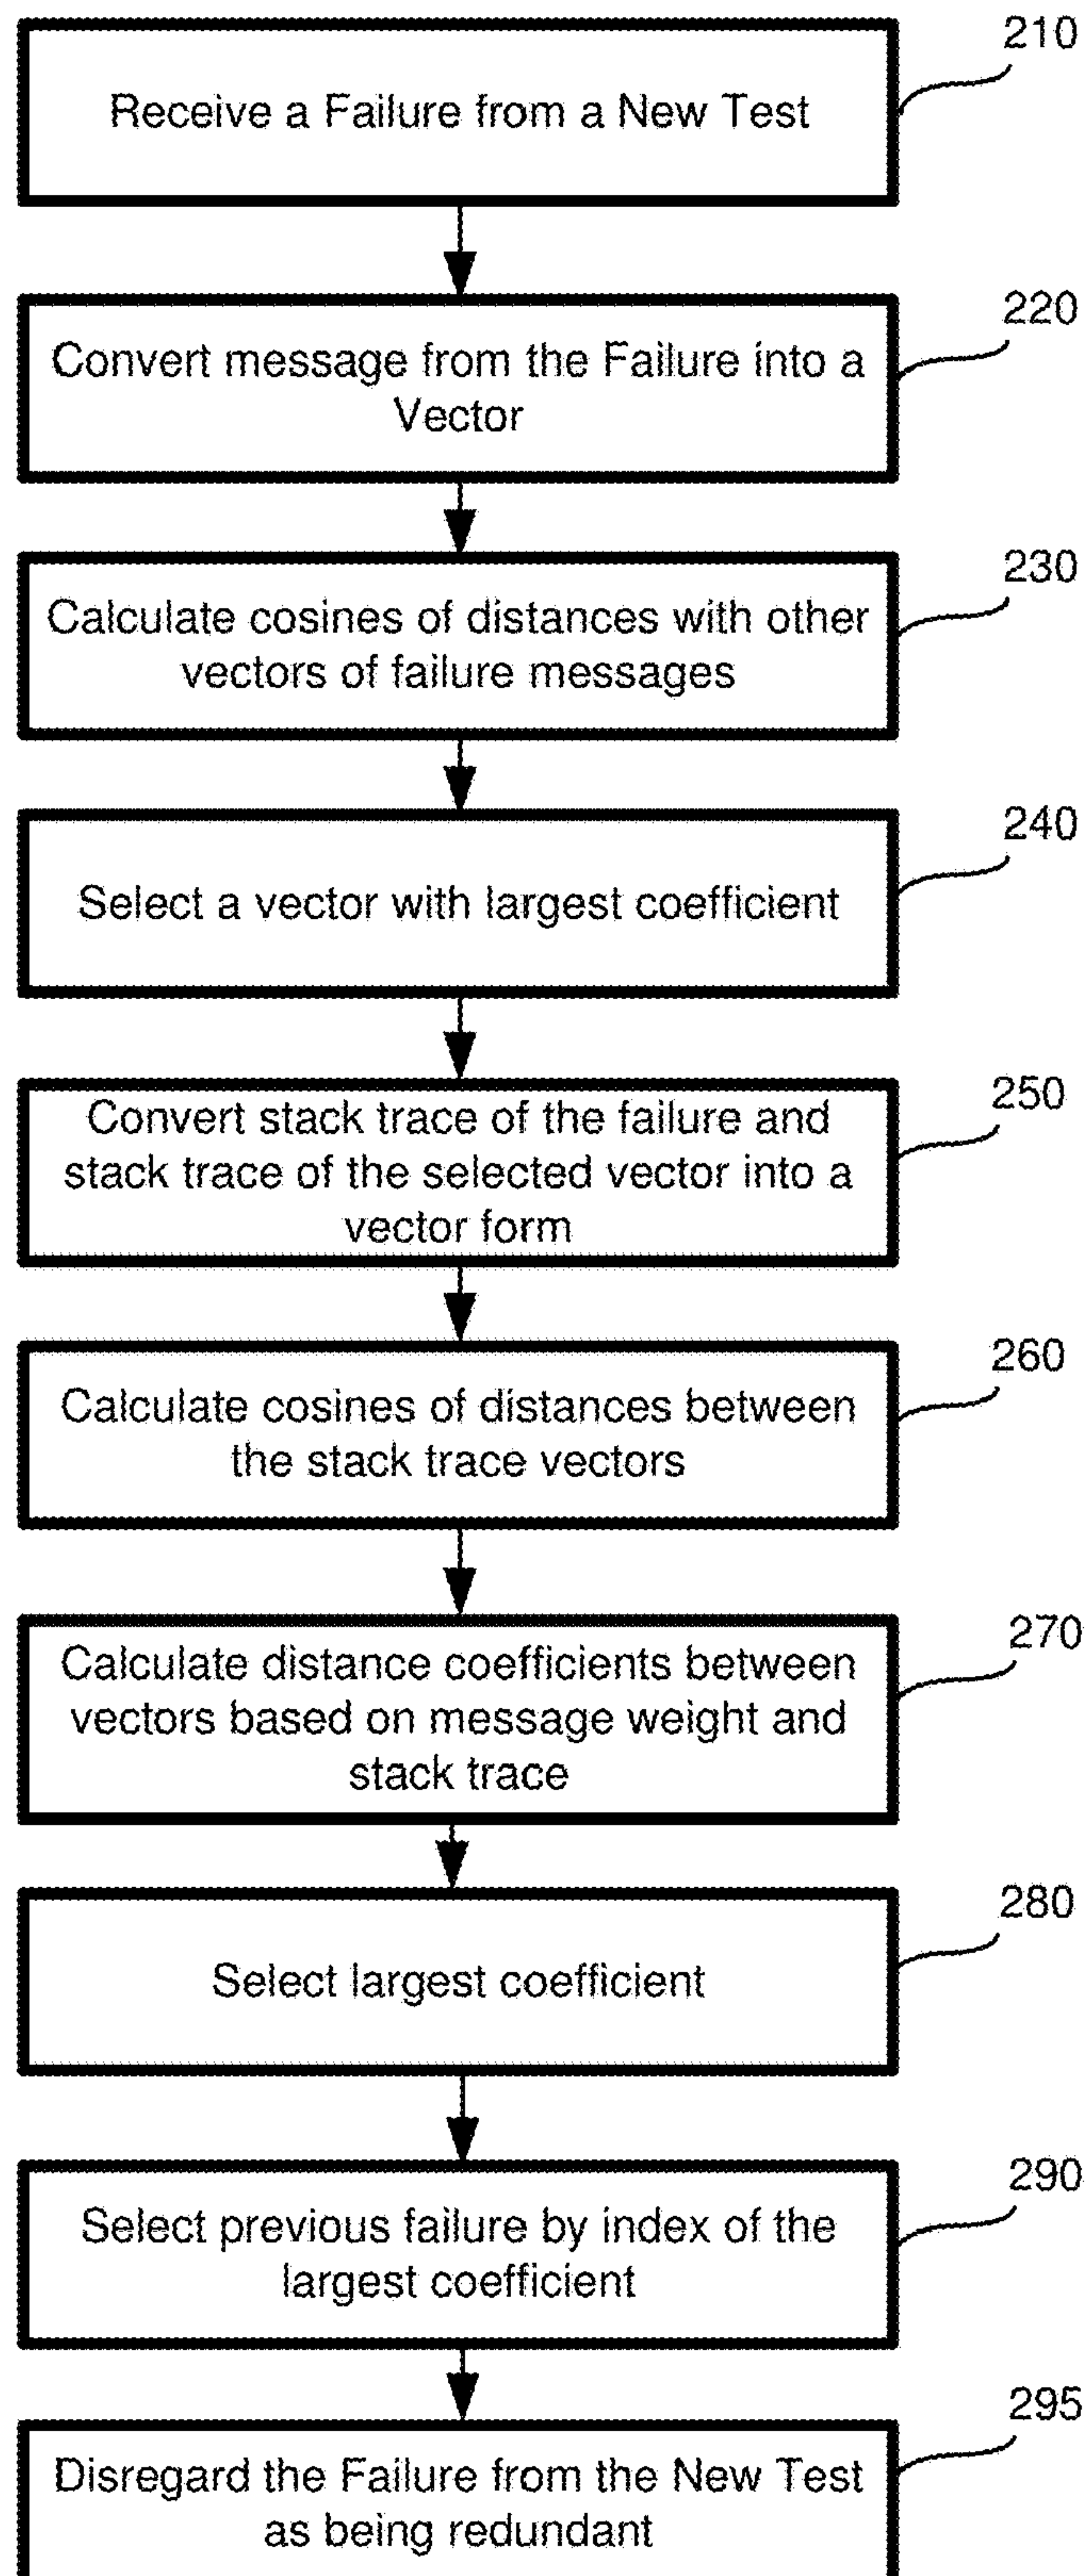 210
Receive a Failure from a New Test
220
Convert message from the Failure into a
Vector
230
Calculate cosines of distances with other
vectors of failure messages
240
Select a vector with largest coefficient
250
Convert stack trace of the failure and
stack trace of the selected vector into a
vector form
260
Calculate cosines of distances between
the stack trace vectors
270
Calculate distance coefficients between
vectors based on message weight and
stack trace
280
Select largest coefficient
290
Select previous failure by index of the
largest coefficient
295
Disregard the Failure from the New Test
as being redundant